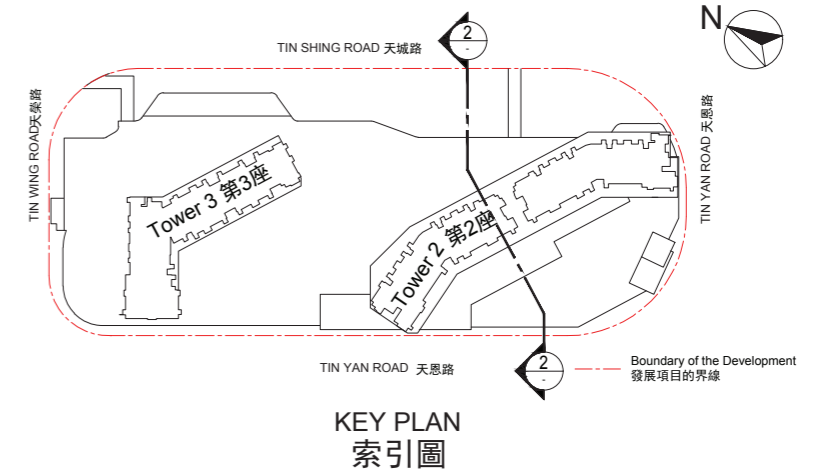 N
2
-
TIN SHING ROAD 天城路
TIN WING ROAD天榮路
TIN YAN ROAD 天恩路
Tower 3 第3座
Tower 2 第2座
TIN YAN ROAD 天恩路
2
-
Boundary of the Development
發展項目的界線
KEY PLAN
索引圖